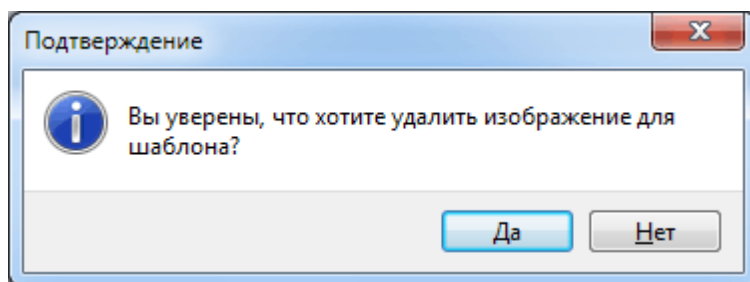 Подтверждение
Вы уверены, что хотите удалить изображение для
шаблона?
Да
Нет